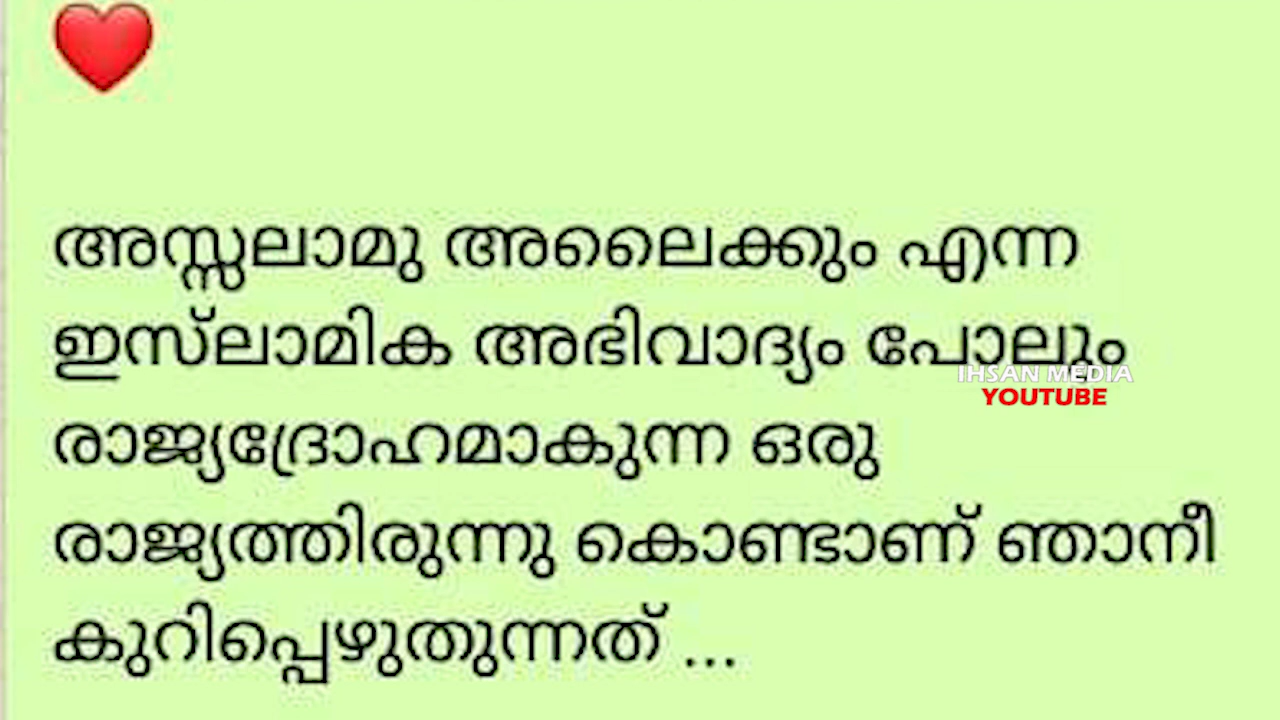 അസ്സലാമു അലൈക്കും എന്ന
ഇസ്‌ലാമിക അഭിവാദ്യം പോലും
IHSAN MEDIA
YOUTUBE
രാജ്യദ്രോഹമാകുന്ന ഒരു
രാജ്യത്തിരുന്നു കൊണ്ടാണ് ഞാനീ
കുറിപ്പെഴുതുന്നത് ...